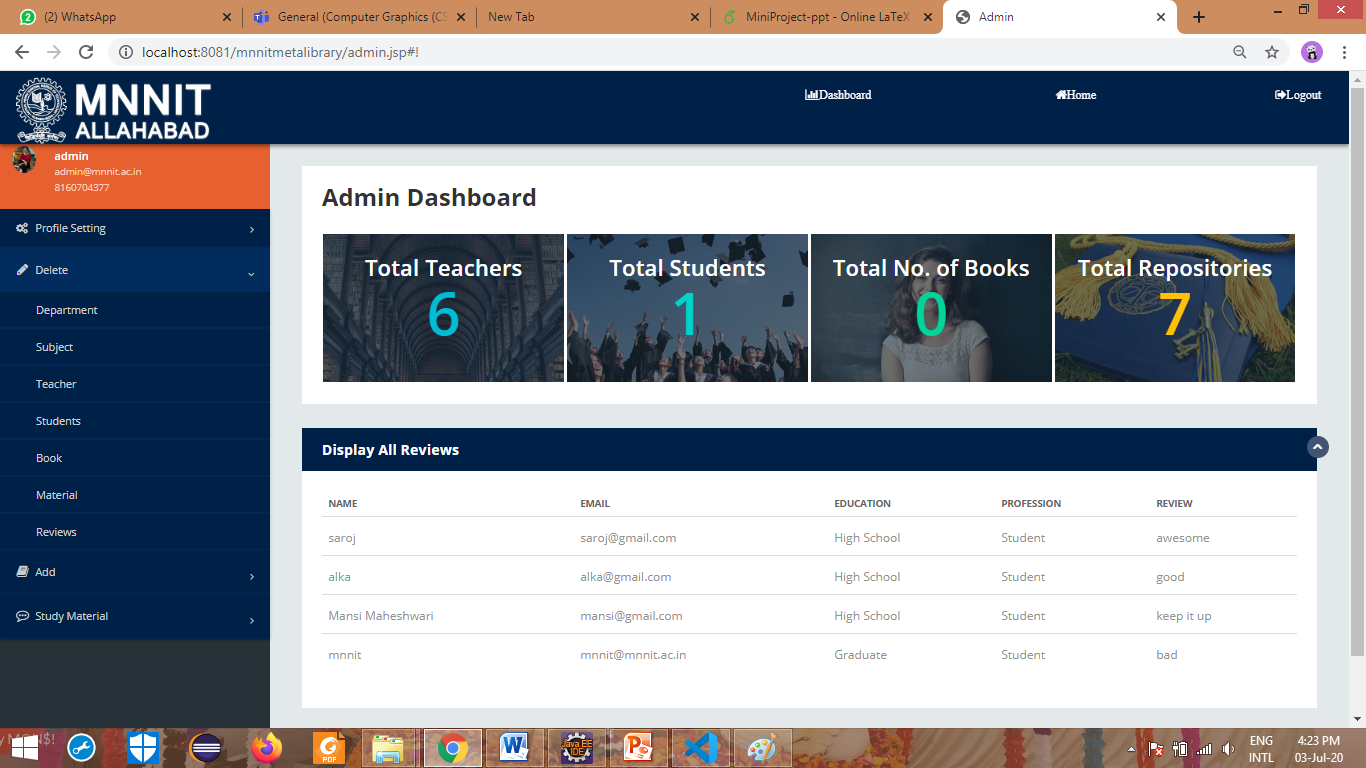 (2) WhatsApp
General (Computer Graphics (CS
New Tab
MiniProject-ppt - Online LaTeX
Admin
localhost:8081/mnnitmetalibrary/admin.jsp#!
MNNIT
ALLAHABAD
Dashboard
Home
Logout
admin
admin@mnnit.ac.in
8160704377
Profile Setting
Delete
Department
Subject
Teacher
Students
Book
Material
Reviews
Add
Study Material
Admin Dashboard
Total Teachers
6
Total Students
1
Total No. of Books
0
Total Repositories
7
Display All Reviews
NAME EMAIL EDUCATION PROFESSION REVIEW
saroj saroj@gmail.com High School Student awesome
alka alka@gmail.com High School Student good
Mansi Maheshwari mansi@gmail.com High School Student keep it up
mnnit mnnit@mnnit.ac.in Graduate Student bad
PDF
Java EE
IDE
ENG
INTL
4:23 PM
03-Jul-20